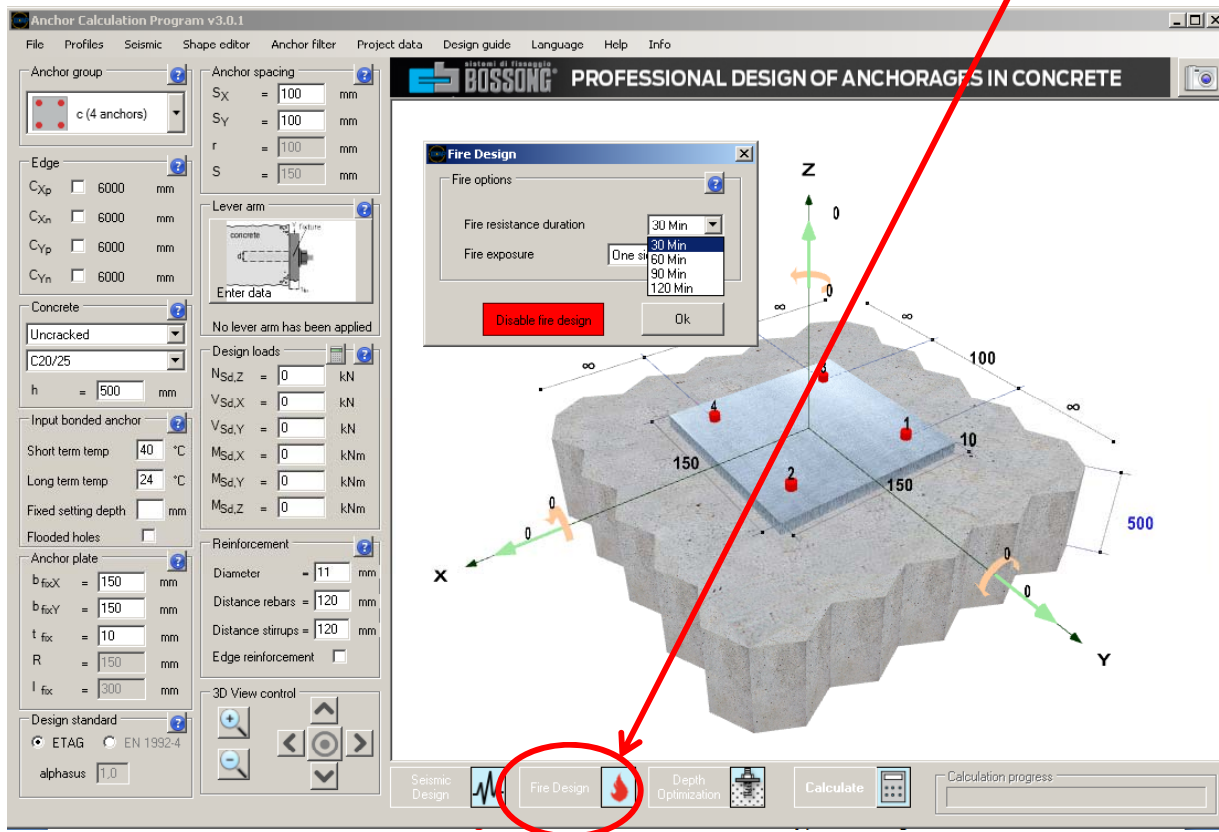 Anchor Calculation Program v3.0.1
File Profiles Seismic Shape editor Anchor filter Project data Design guide Language Help Info
Anchor group
c (4 anchors)
Edge
CXp 6000 mm
CXn 6000 mm
CYp 6000 mm
CYn 6000 mm
Concrete
Uncracked
C20/25
h = 500 mm
Input bonded anchor
Short term temp 40 °C
Long term temp 24 °C
Fixed setting depth mm
Flooded holes
Anchor plate
b fixX = 150 mm
b fixY = 150 mm
t fix = 10 mm
R = 150 mm
l fix = 300 mm
Design standard
ETAG EN 1992-4
alphasus 1,0
Anchor spacing
SX = 100 mm
SY = 100 mm
r = 100 mm
S = 150 mm
Lever arm
concrete
fixture
d
Enter data
No lever arm has been applied
Design loads
NSd,Z = 0 kN
VSd,X = 0 kN
VSd,Y = 0 kN
MSd,X = 0 kNm
MSd,Y = 0 kNm
MSd,Z = 0 kNm
Reinforcement
Diameter = 11 mm
Distance rebars = 120 mm
Distance stirrups = 120 mm
Edge reinforcement
3D View control
sistemi di fissaggio
BOSSONG® PROFESSIONAL DESIGN OF ANCHORAGES IN CONCRETE
Fire Design
Fire options
Fire resistance duration 30 Min
30 Min
60 Min
90 Min
120 Min
Fire exposure One si
Disable fire design Ok
Z
0
0
∞
∞
∞
∞
100
3
4
1
2
10
150
150
500
0
0
X
0
0
Y
Seismic Design
Fire Design
Depth Optimization
Calculate
Calculation progress